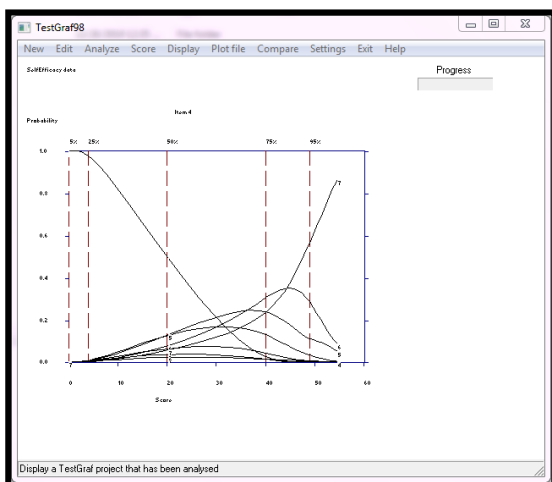 TestGraf98
New Edit Analyze Score Display Plot file Compare Settings Exit Help
SelfEfficacy data
Progress
Item 4
Probability
5% 25% 50% 75% 95%
1.0
7
0.8
0.6
0.4
0.2
6
5
0.0
7
4
0 10 20 30 40 50 60
Score
Display a TestGraf project that has been analysed